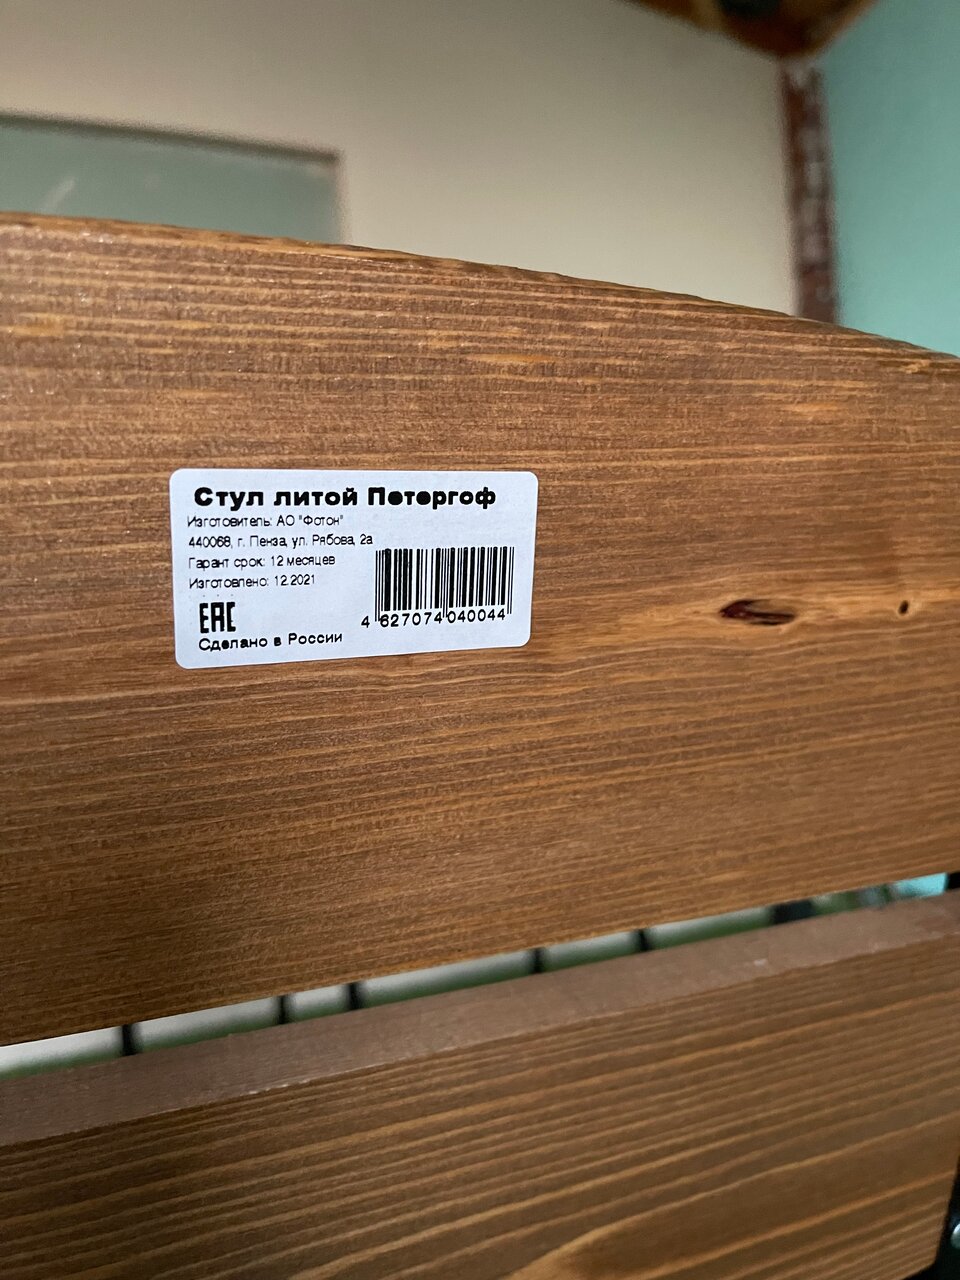 Стул литой Петергоф
Изготовитель: АО "Фотон"
440068, г. Пенза, ул. Рябова, 2а
Гарант срок: 12 месяцев
Изготовлено: 12.2021
EAC
4 627074 040044
Сделано в России